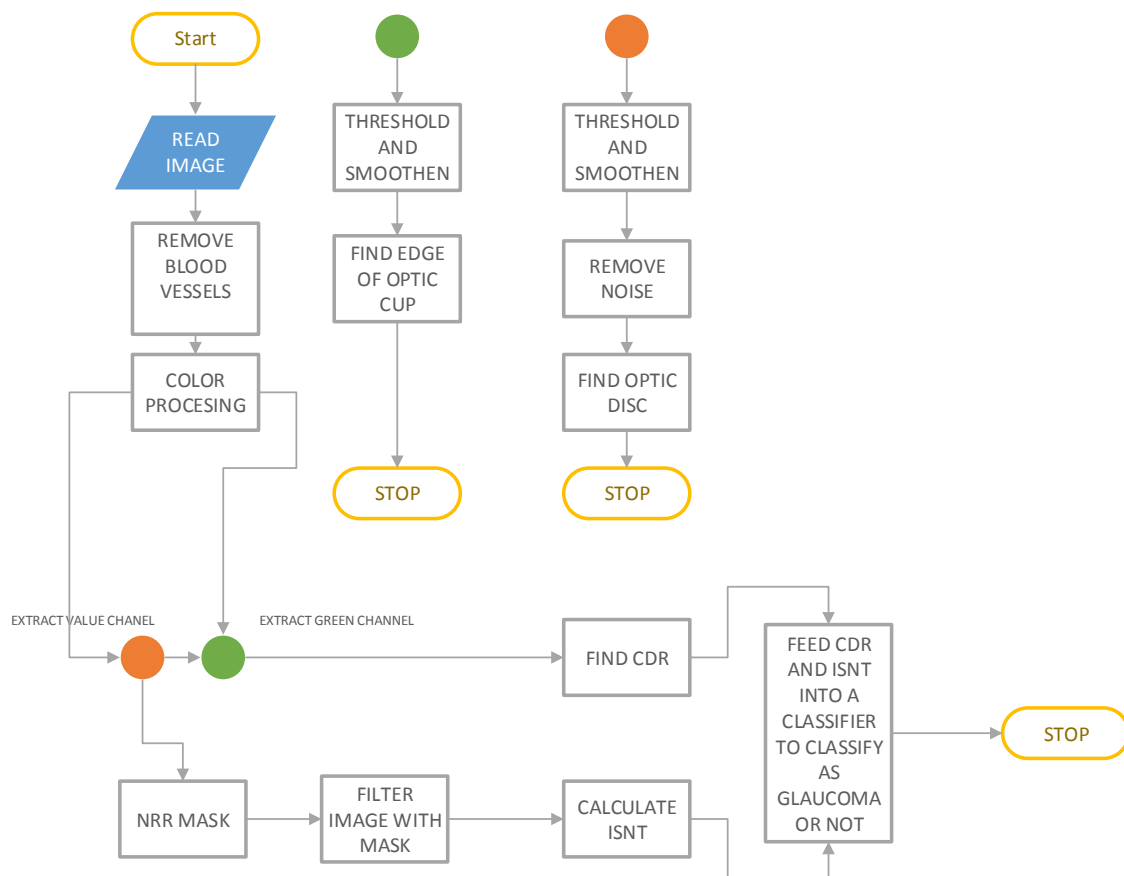 Start
READ
IMAGE
REMOVE
BLOOD
VESSELS
COLOR
PROCESING
THRESHOLD
AND
SMOOTHEN
FIND EDGE
OF OPTIC
CUP
STOP
THRESHOLD
AND
SMOOTHEN
REMOVE
NOISE
FIND OPTIC
DISC
STOP
EXTRACT VALUE CHANEL
EXTRACT GREEN CHANNEL
FIND CDR
NRR MASK
FILTER
IMAGE WITH
MASK
CALCULATE
ISNT
FEED CDR
AND ISNT
INTO A
CLASSIFIER
TO CLASSIFY
AS
GLAUCOMA
OR NOT
STOP